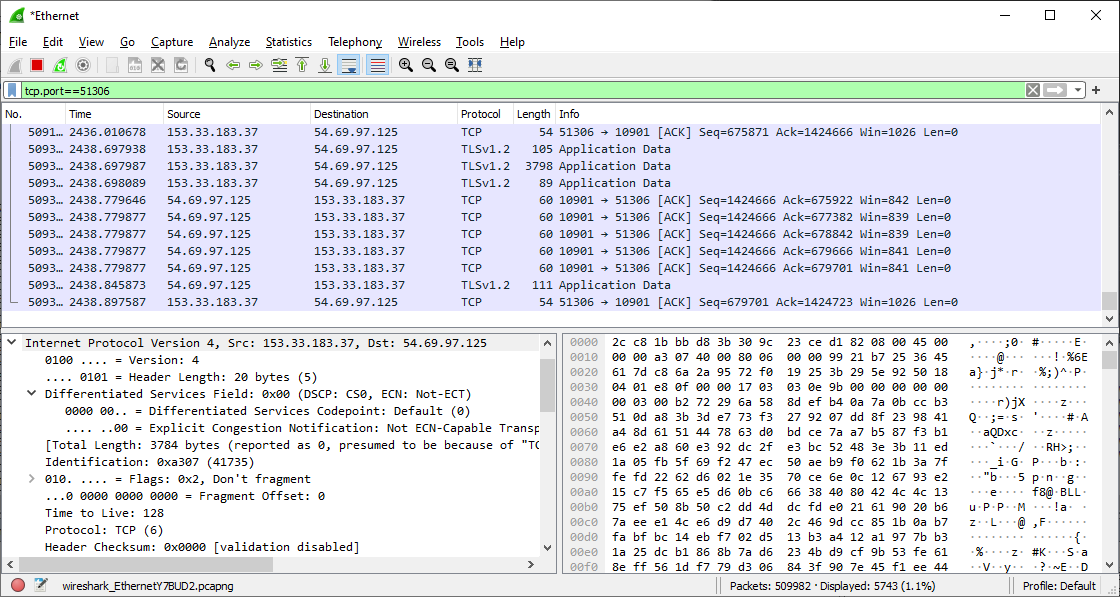 *Ethernet
File Edit View Go Capture Analyze Statistics Telephony Wireless Tools Help
tcp.port==51306
No. Time Source Destination Protocol Length Info
5091… 2436.010678 153.33.183.37 54.69.97.125 TCP 54 51306 → 10901 [ACK] Seq=675871 Ack=1424666 Win=1026 Len=0
5093… 2438.697938 153.33.183.37 54.69.97.125 TLSv1.2 105 Application Data
5093… 2438.697987 153.33.183.37 54.69.97.125 TLSv1.2 3798 Application Data
5093… 2438.698089 153.33.183.37 54.69.97.125 TLSv1.2 89 Application Data
5093… 2438.779646 54.69.97.125 153.33.183.37 TCP 60 10901 → 51306 [ACK] Seq=1424666 Ack=675922 Win=842 Len=0
5093… 2438.779877 54.69.97.125 153.33.183.37 TCP 60 10901 → 51306 [ACK] Seq=1424666 Ack=677382 Win=839 Len=0
5093… 2438.779877 54.69.97.125 153.33.183.37 TCP 60 10901 → 51306 [ACK] Seq=1424666 Ack=678842 Win=839 Len=0
5093… 2438.779877 54.69.97.125 153.33.183.37 TCP 60 10901 → 51306 [ACK] Seq=1424666 Ack=679666 Win=841 Len=0
5093… 2438.779877 54.69.97.125 153.33.183.37 TCP 60 10901 → 51306 [ACK] Seq=1424666 Ack=679701 Win=841 Len=0
5093… 2438.845873 54.69.97.125 153.33.183.37 TLSv1.2 111 Application Data
5093… 2438.897587 153.33.183.37 54.69.97.125 TCP 54 51306 → 10901 [ACK] Seq=679701 Ack=1424723 Win=1026 Len=0
Internet Protocol Version 4, Src: 153.33.183.37, Dst: 54.69.97.125
0100 .... = Version: 4
.... 0101 = Header Length: 20 bytes (5)
Differentiated Services Field: 0x00 (DSCP: CS0, ECN: Not-ECT)
0000 00.. = Differentiated Services Codepoint: Default (0)
.... ..00 = Explicit Congestion Notification: Not ECN-Capable Transp
[Total Length: 3784 bytes (reported as 0, presumed to be because of "TC
Identification: 0xa307 (41735)
010. .... = Flags: 0x2, Don't fragment
...0 0000 0000 0000 = Fragment Offset: 0
Time to Live: 128
Protocol: TCP (6)
Header Checksum: 0x0000 [validation disabled]
0000 2c c8 1b bb d8 3b 30 9c 23 ce d1 82 08 00 45 00 ,····;0· #·····E·
0010 00 00 a3 07 40 00 80 06 00 00 99 21 b7 25 36 45 ····@··· ···!·%6E
0020 61 7d c8 6a 2a 95 72 f0 19 25 3b 29 5e 92 50 18 a}·j*·r· ·%;)^·P·
0030 04 01 e8 0f 00 00 17 03 03 0e 9b 00 00 00 00 00 ········ ········
0040 00 03 00 b2 72 29 6a 58 8d ef b4 0a 7a 0b cc b3 ····r)jX ····z···
0050 51 0d a8 3b 3d e7 73 f3 27 92 07 dd 8f 23 98 41 Q··;=·s· '····#·A
0060 a4 8d 61 51 44 78 63 d0 bd ce 7a a7 b5 87 f3 b1 ··aQDxc· ··z·····
0070 e6 e2 a8 60 e3 92 dc 2f e3 bc 52 48 3e 3b 11 ed ···`···/ ··RH>;··
0080 1a 05 fb 5f 69 f2 47 ec 50 ae b9 f0 62 1b 3a 7f ···_i·G· P···b·:·
0090 fe fd 22 62 d6 02 1e 35 70 ce 6e 0c 12 67 93 e2 ··"b···5 p·n··g··
00a0 15 c7 f5 65 e5 d6 0b c6 66 38 40 80 42 4c 4c 13 ···e···· f8@·BLL·
00b0 75 ef 50 8b 50 c2 dd 4d dc fd e0 21 61 90 20 b6 u·P·P··M ···!a· ·
00c0 7a ee e1 4c e6 d9 d7 40 2c 46 9d cc 85 1b 0a b7 z··L···@ ,F······
00d0 fa bf bc 14 eb f7 02 d5 13 b3 a4 12 a1 97 7b b3 ········ ······{·
00e0 1a 25 dc b1 86 8b 7a d6 23 4b d9 cf 9b 53 fe 61 ·%····z· #K···S·a
00f0 8e ff 56 1d f7 79 d3 06 84 3f 90 7e 45 f1 ee 44 ··V··y·· ·?·~E··D
wireshark_EthernetY7BUD2.pcapng
Packets: 509982 · Displayed: 5743 (1.1%)
Profile: Default